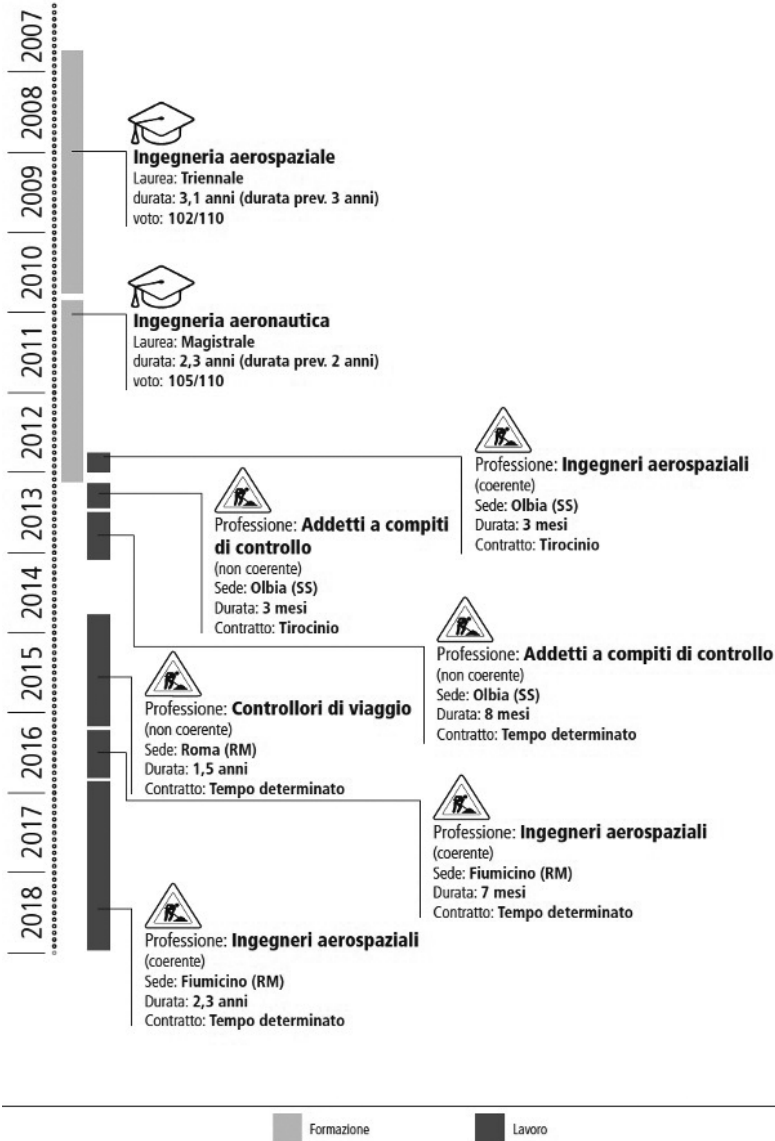 2007
2008
2009
2010
2011
2012
2013
2014
2015
2016
2017
2018
Ingegneria aerospaziale
Laurea: Triennale
durata: 3,1 anni (durata prev. 3 anni)
voto: 102/110
Ingegneria aeronautica
Laurea: Magistrale
durata: 2,3 anni (durata prev. 2 anni)
voto: 105/110
Professione: Ingegneri aerospaziali
(coerente)
Sede: Olbia (SS)
Durata: 3 mesi
Contratto: Tirocinio
Professione: Addetti a compiti
di controllo
(non coerente)
Sede: Olbia (SS)
Durata: 3 mesi
Contratto: Tirocinio
Professione: Addetti a compiti di controllo
(non coerente)
Sede: Olbia (SS)
Durata: 8 mesi
Contratto: Tempo determinato
Professione: Controllori di viaggio
(non coerente)
Sede: Roma (RM)
Durata: 1,5 anni
Contratto: Tempo determinato
Professione: Ingegneri aerospaziali
(coerente)
Sede: Fiumicino (RM)
Durata: 7 mesi
Contratto: Tempo determinato
Professione: Ingegneri aerospaziali
(coerente)
Sede: Fiumicino (RM)
Durata: 2,3 anni
Contratto: Tempo determinato
Formazione
Lavoro